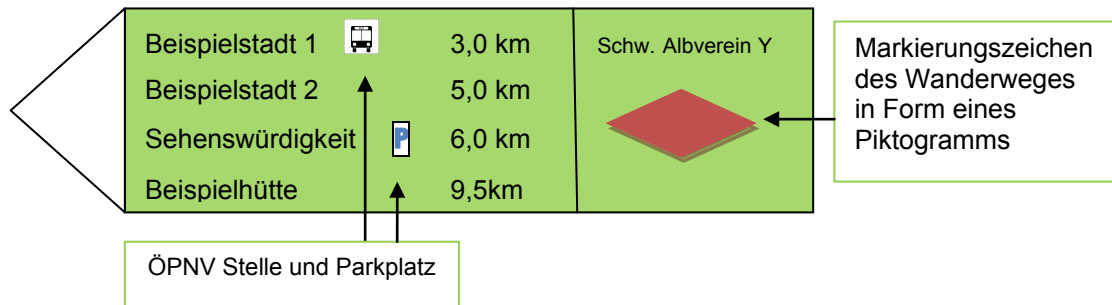 Beispielstadt 1 3,0 km
Beispielstadt 2 5,0 km
Sehenswürdigkeit P 6,0 km
Beispielhütte 9,5km
Schw. Albverein Y
Markierungszeichen
des Wanderweges
in Form eines
Piktogramms
ÖPNV Stelle und Parkplatz